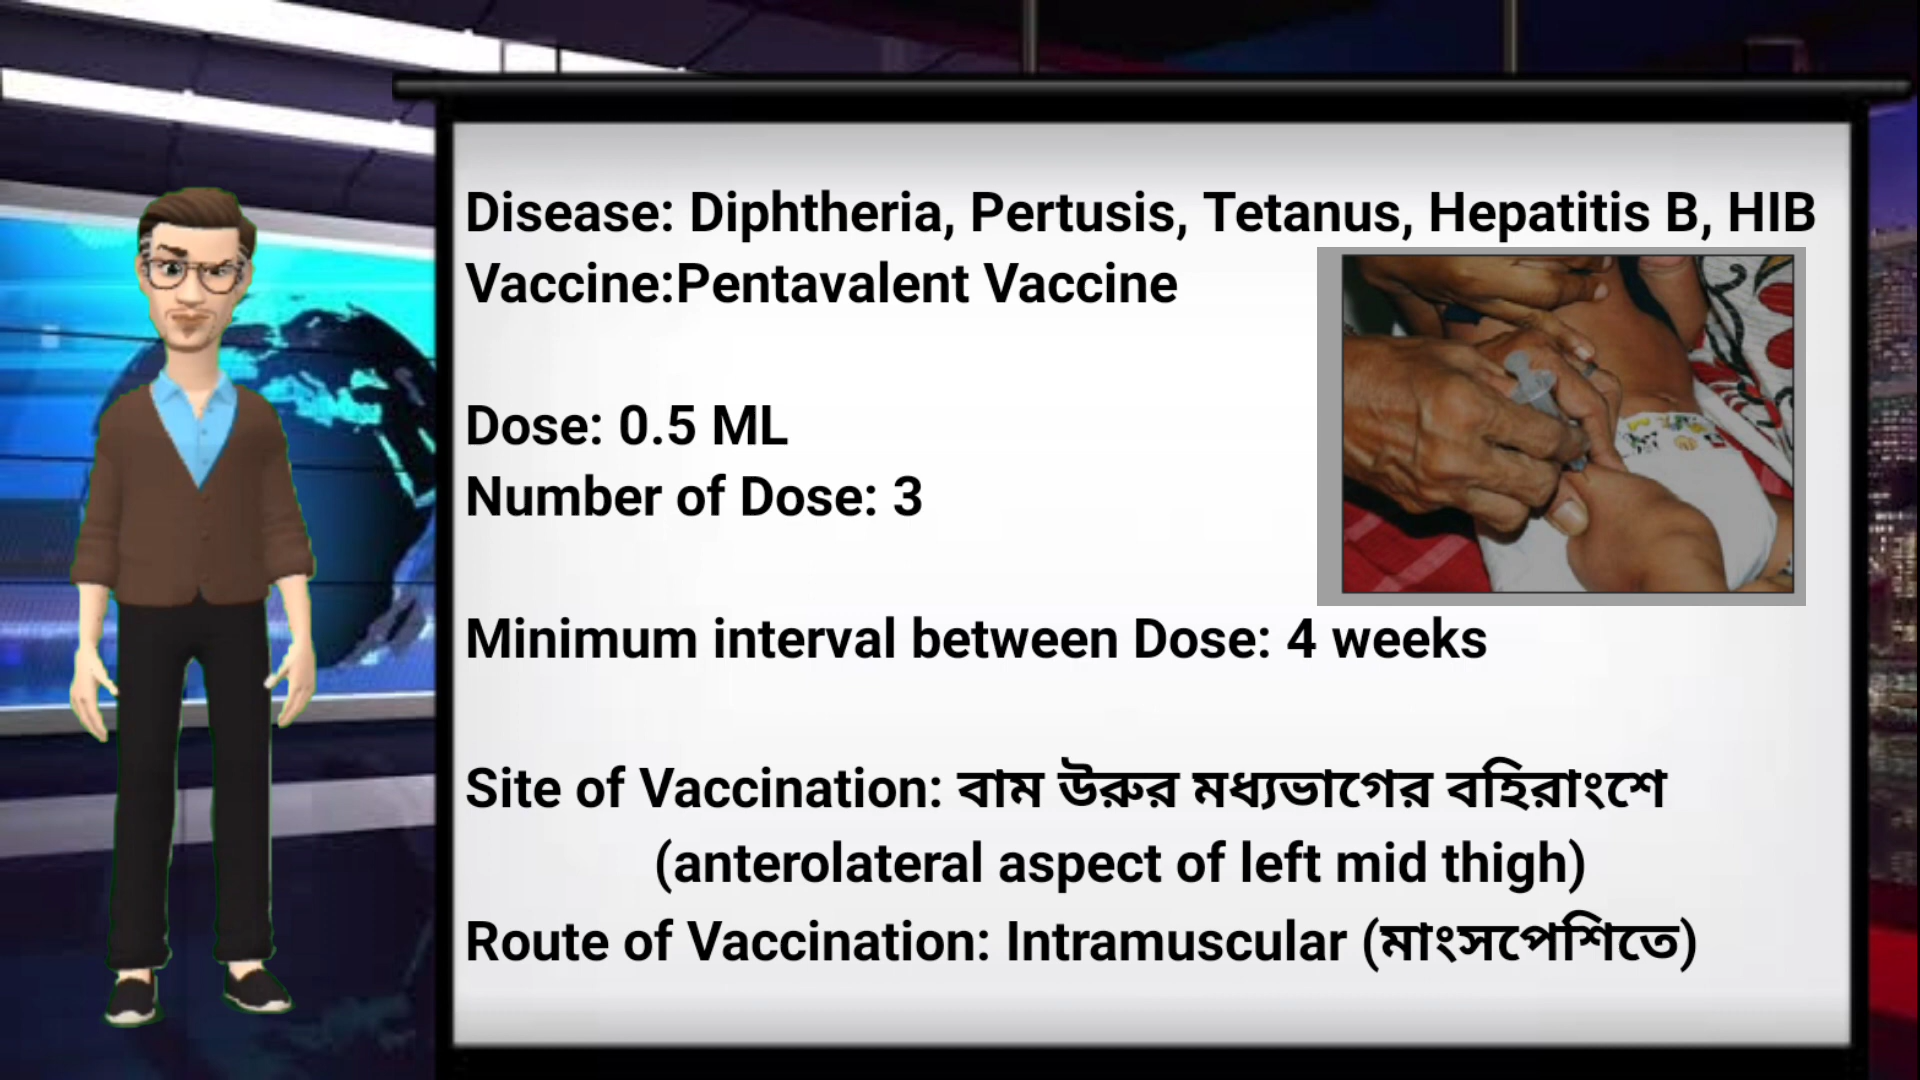 Disease: Diphtheria, Pertusis, Tetanus, Hepatitis B, HIB
Vaccine:Pentavalent Vaccine
Dose: 0.5 ML
Number of Dose: 3
Minimum interval between Dose: 4 weeks
Site of Vaccination: বাম উরুর মধ্যভাগের বহিরাংশে
(anterolateral aspect of left mid thigh)
Route of Vaccination: Intramuscular (মাংসপেশিতে)